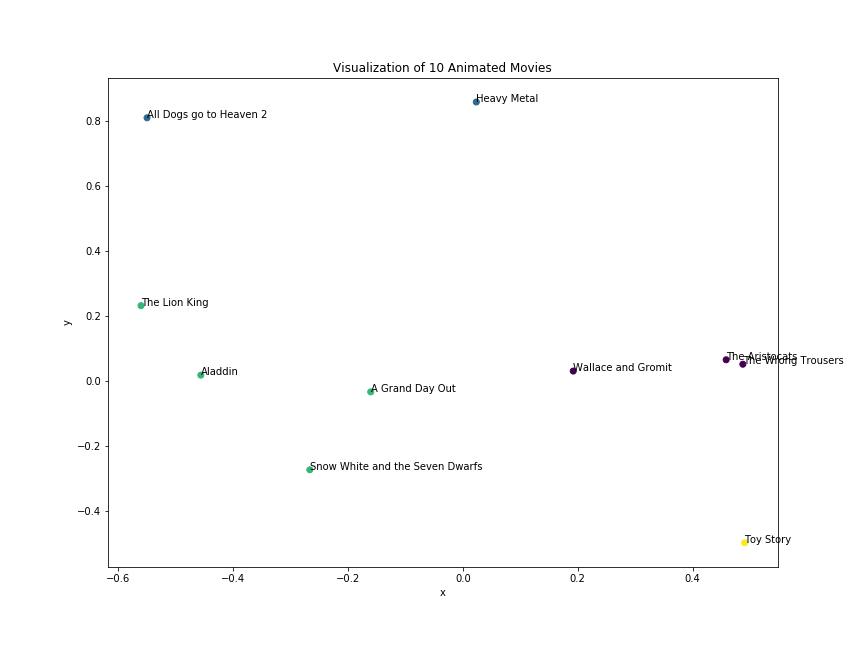 Visualization of 10 Animated Movies
Heavy Metal
All Dogs go to Heaven 2
0.8
0.6
0.4
The Lion King
0.2
y
The Aristocats
The Wrong Trousers
Wallace and Gromit
Aladdin
0.0
A Grand Day Out
−0.2
Snow White and the Seven Dwarfs
−0.4
Toy Story
−0.6
−0.4
−0.2
0.0
0.2
0.4
x